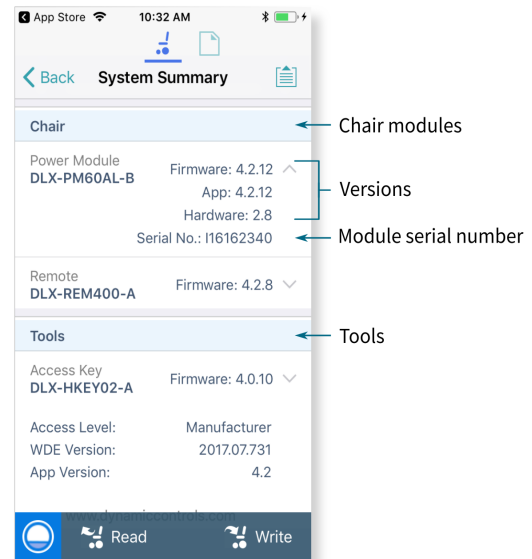 App Store 10:32 AM
Back System Summary
Chair
Chair modules
Power Module
DLX-PM60AL-B
Firmware: 4.2.12
App: 4.2.12
Hardware: 2.8
Versions
Serial No.: I16162340
Module serial number
Remote
DLX-REM400-A
Firmware: 4.2.8
Tools
Tools
Access Key
DLX-HKEY02-A
Firmware: 4.0.10
Access Level: Manufacturer
WDE Version: 2017.07.731
App Version: 4.2
www.dynamiccontrols.com
Read Write